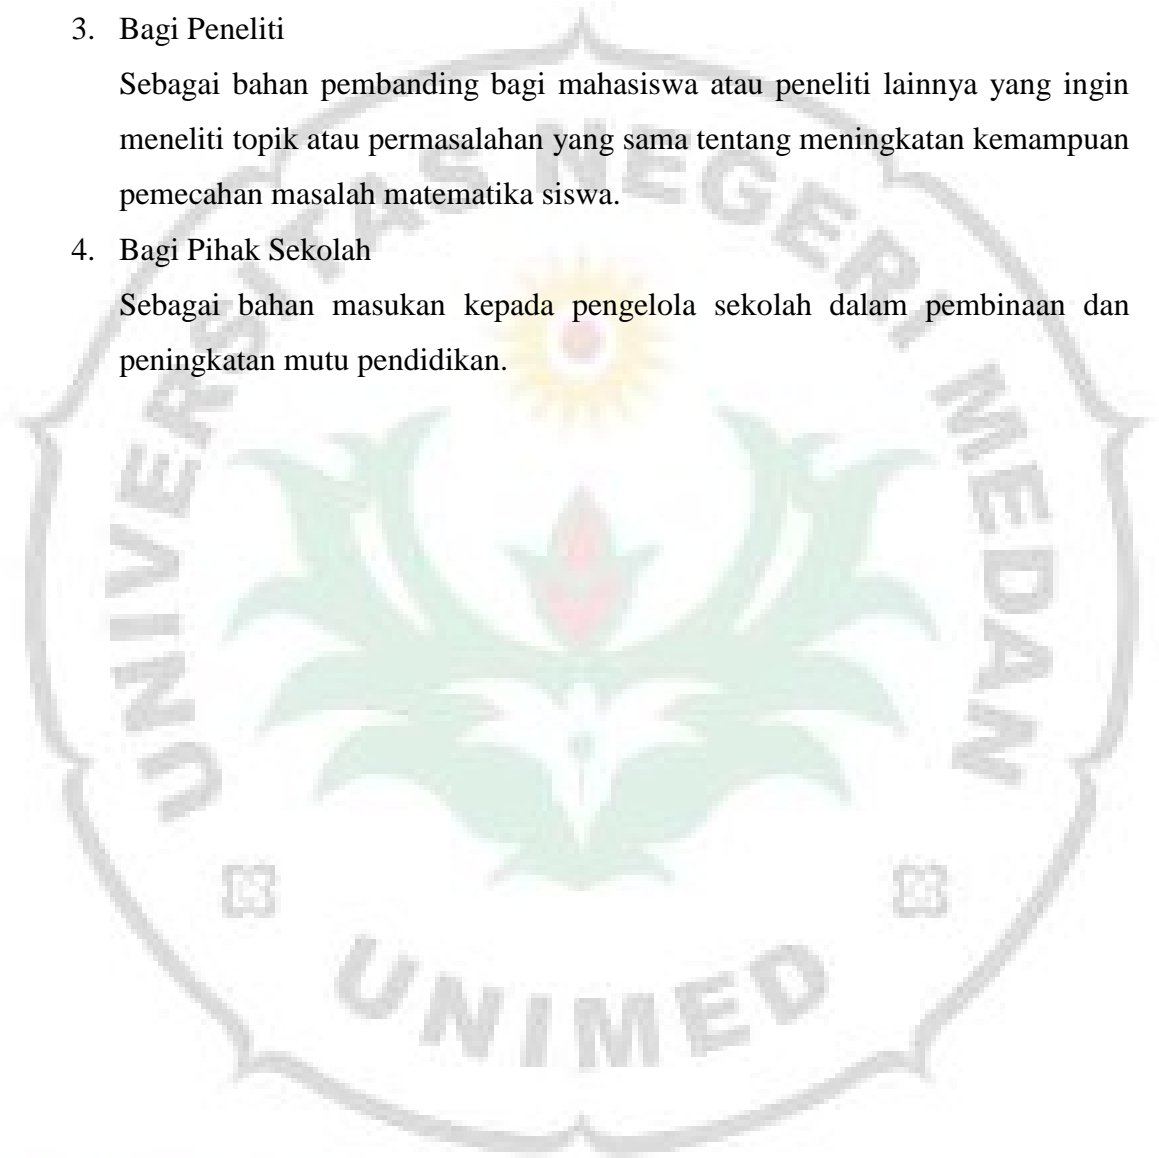 3. Bagi Peneliti
Sebagai bahan pembanding bagi mahasiswa atau peneliti lainnya yang ingin
meneliti topik atau permasalahan yang sama tentang meningkatan kemampuan
pemecahan masalah matematika siswa.
4. Bagi Pihak Sekolah
Sebagai bahan masukan kepada pengelola sekolah dalam pembinaan dan
peningkatan mutu pendidikan.
UNIVERSITAS NEGERI MEDAN
UNIMED